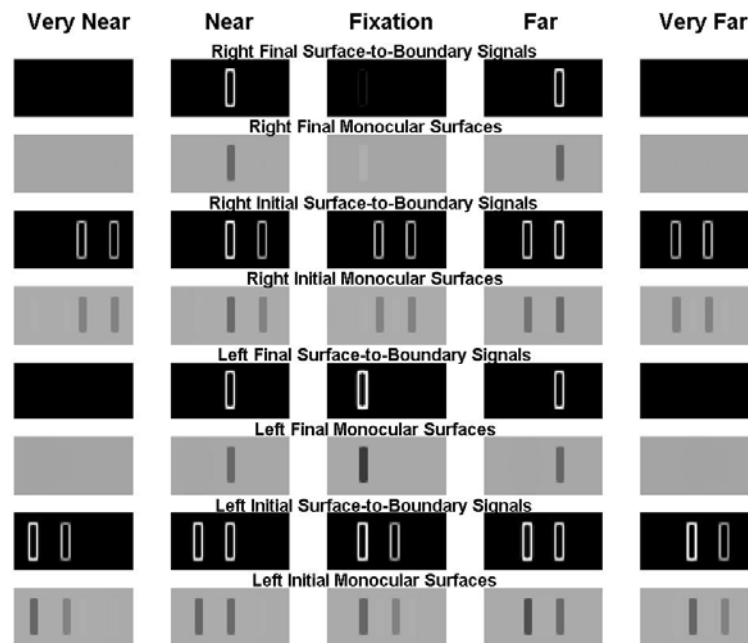 Very Near Near Fixation Far Very Far
Right Final Surface-to-Boundary Signals
Right Final Monocular Surfaces
Right Initial Surface-to-Boundary Signals
Right Initial Monocular Surfaces
Left Final Surface-to-Boundary Signals
Left Final Monocular Surfaces
Left Initial Surface-to-Boundary Signals
Left Initial Monocular Surfaces